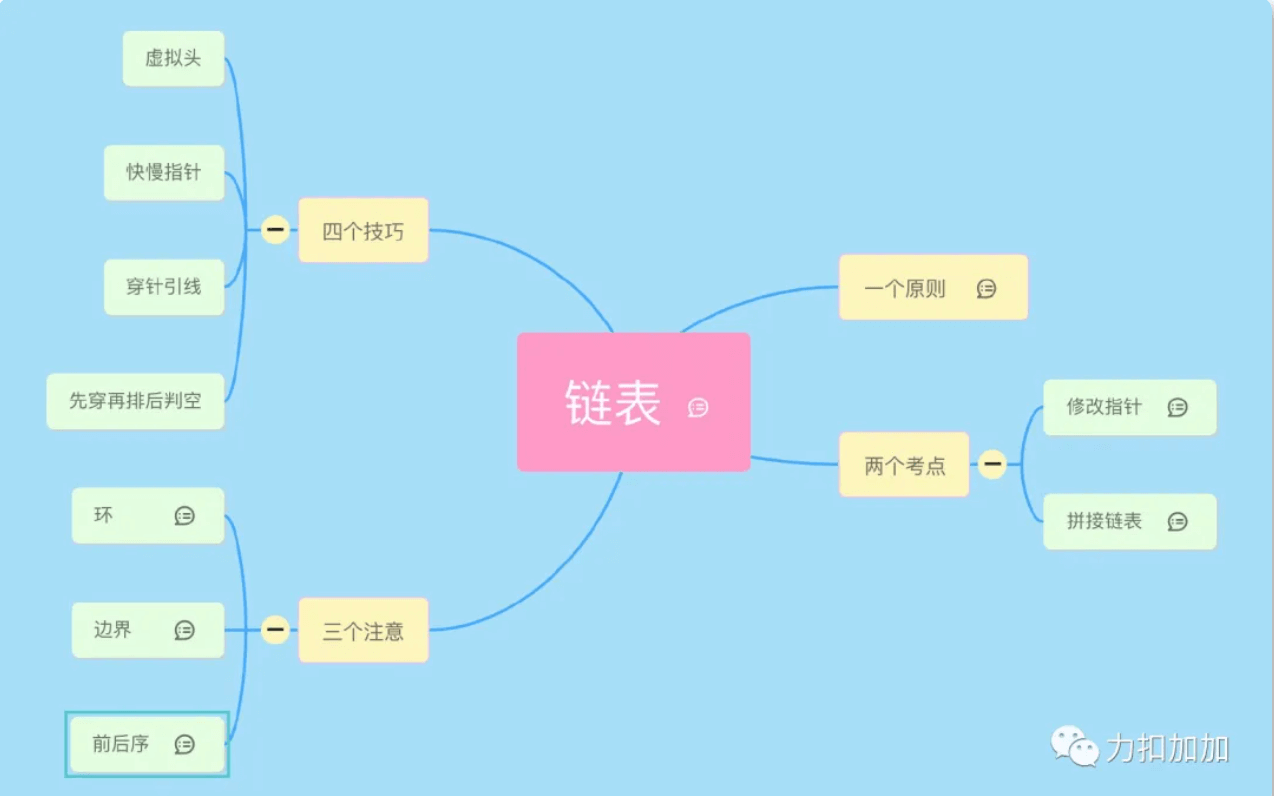 虚拟头
快慢指针
四个技巧
穿针引线
先穿再排后判空
一个原则
链表
两个考点
修改指针
拼接链表
环
边界
三个注意
前后序
力扣加加